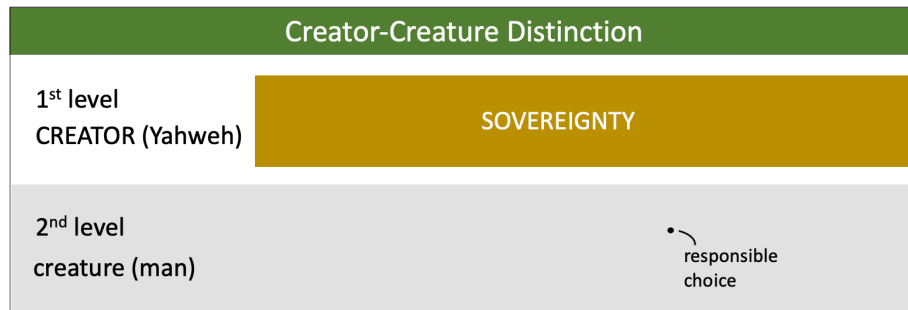 Creator-Creature Distinction
1st level
CREATOR (Yahweh)
SOVEREIGNTY
2nd level
creature (man)
responsible
choice